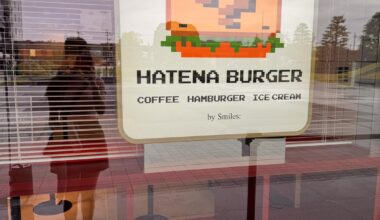 HATENA BURGER
COFFEE HAMBURGER ICE CREAM
by Smiles: